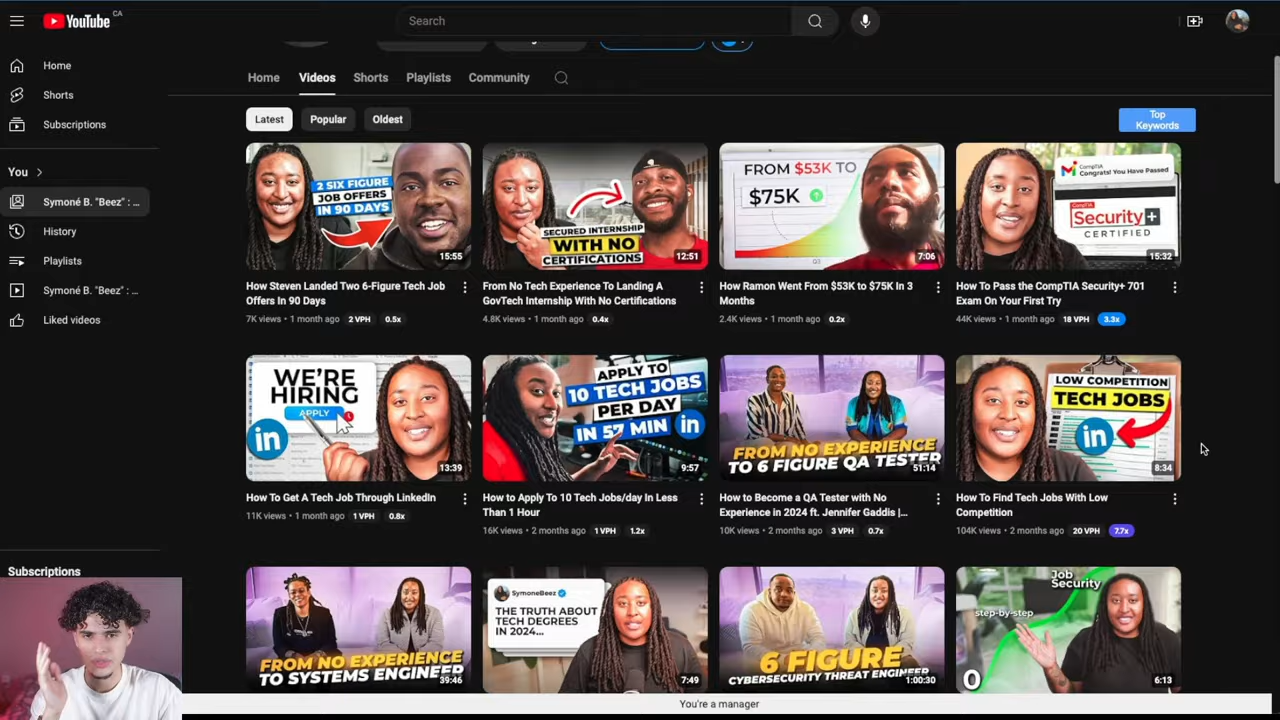 YouTube CA
Search
Home
Shorts
Subscriptions
You
Symoné B. "Beez" : ...
History
Playlists
Symoné B. "Beez" : ...
Liked videos
Subscriptions
Home Videos Shorts Playlists Community
Latest Popular Oldest
Top
Keywords
2 SIX FIGURE
JOB OFFERS
IN 90 DAYS
15:55
SECURED INTERNSHIP
WITH NO
CERTIFICATIONS
12:51
FROM $53K TO
$75K
Q3
7:06
CompTIA
Congrats! You Have Passed
CompTIA
Security+
CERTIFIED
15:32
How Steven Landed Two 6-Figure Tech Job
Offers In 90 Days
7K views • 1 month ago 2 VPH 0.5x
From No Tech Experience To Landing A
GovTech Internship With No Certifications
4.8K views • 1 month ago 0.4x
How Ramon Went From $53K to $75K In 3
Months
2.4K views • 1 month ago 0.2x
How To Pass the CompTIA Security+ 701
Exam On Your First Try
44K views • 1 month ago 18 VPH 3.3x
WE'RE
HIRING
APPLY
1
in
13:39
APPLY TO
10 TECH JOBS
PER DAY
IN 57 MIN in
9:57
FROM NO EXPERIENCE
TO 6 FIGURE QA TESTER
51:14
LOW COMPETITION
TECH JOBS
in
8:34
How To Get A Tech Job Through LinkedIn
11K views • 1 month ago 1 VPH 0.8x
How to Apply To 10 Tech Jobs/day In Less
Than 1 Hour
16K views • 2 months ago 1 VPH 1.2x
How to Become a QA Tester with No
Experience in 2024 ft. Jennifer Gaddis |...
10K views • 2 months ago 3 VPH 0.7x
How To Find Tech Jobs With Low
Competition
104K views • 2 months ago 20 VPH 7.7x
FROM NO EXPERIENCE
TO SYSTEMS ENGINEER
39:46
SymoneBeez
THE TRUTH ABOUT
TECH DEGREES
IN 2024...
7:49
6 FIGURE
CYBERSECURITY THREAT ENGINEER
1:00:30
Job
Security
step-by-step
0
6:13
You're a manager